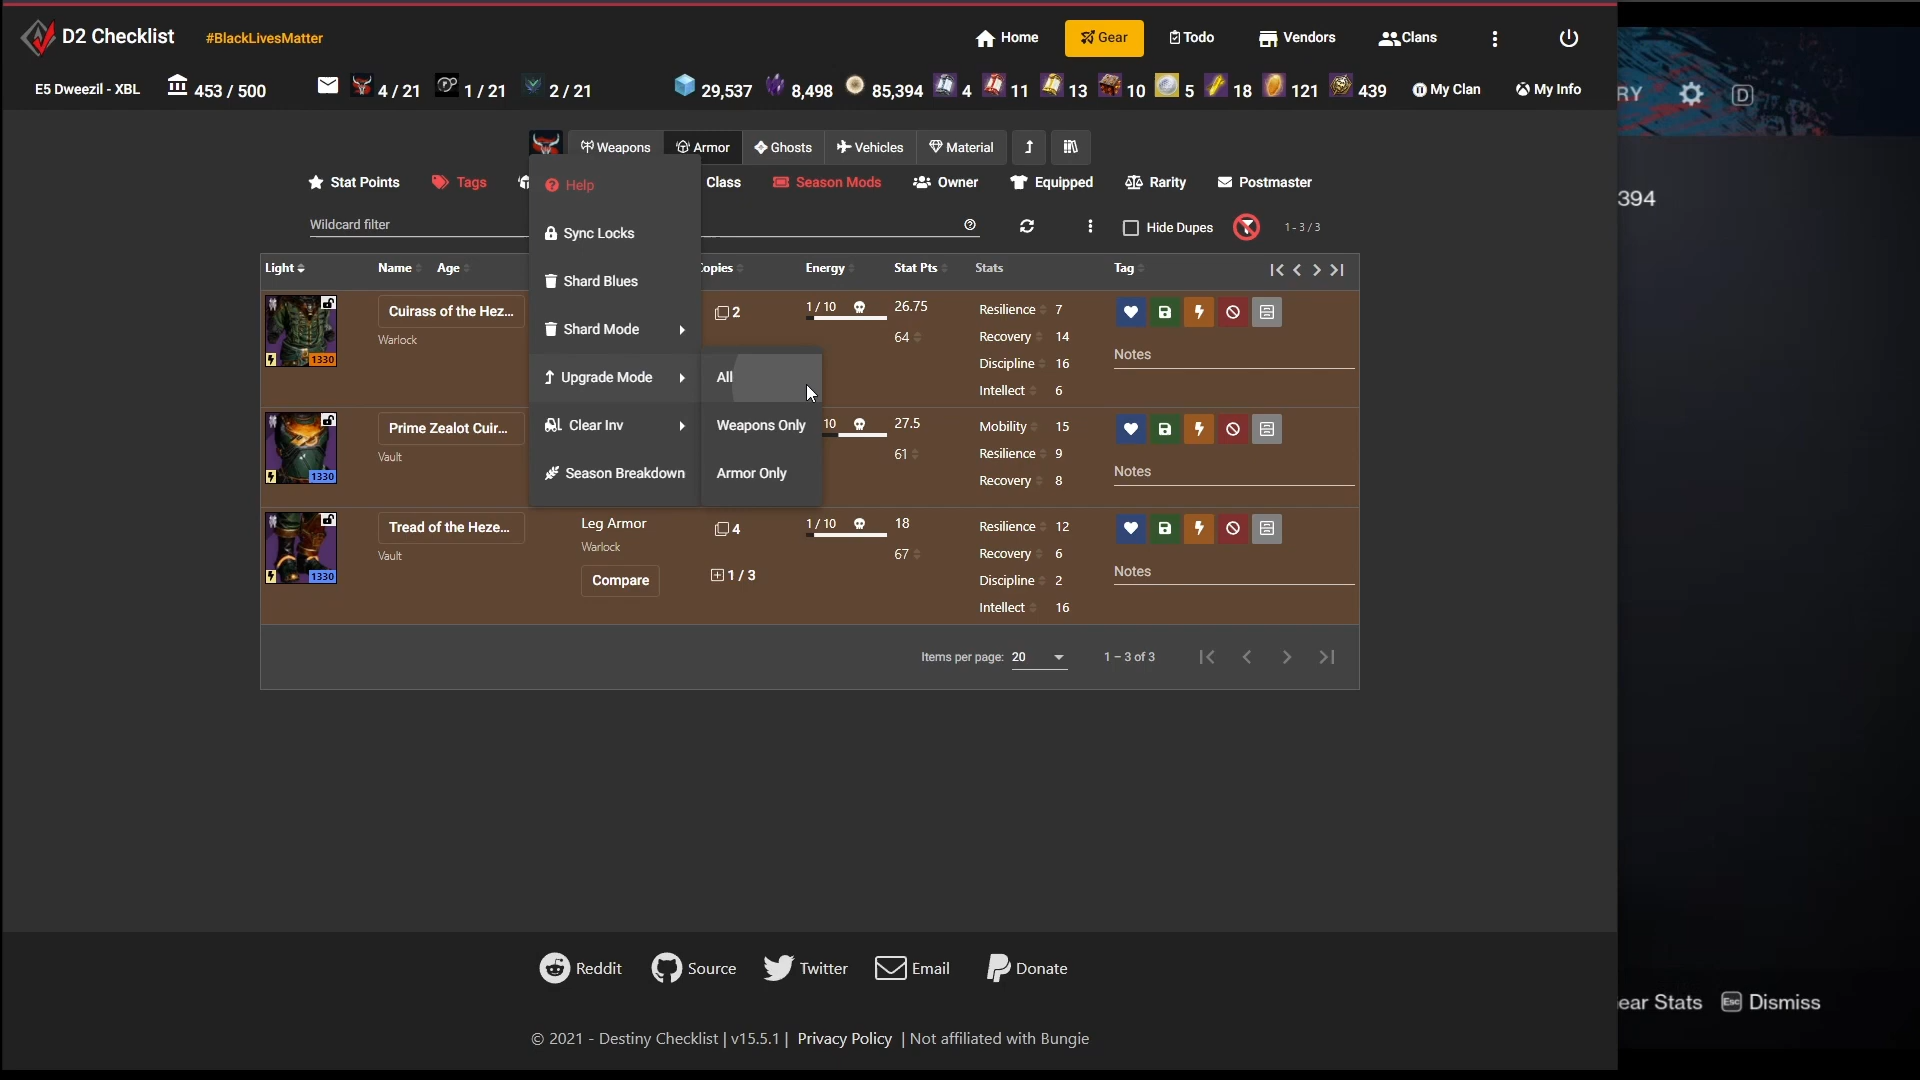 D2 Checklist #BlackLivesMatter Home Gear Todo Vendors Clans
E5 Dweezil - XBL 453 / 500 4 / 21 1 / 21 2 / 21 29,537 8,498 85,394 4 11 13 10 5 18 121 439 My Clan My Info
RY D
Weapons Armor Ghosts Vehicles Material
Stat Points Tags Class Season Mods Owner Equipped Rarity Postmaster
394
Wildcard filter Hide Dupes 1 - 3 / 3
Help
Sync Locks
Shard Blues
Shard Mode
Upgrade Mode
Clear Inv
Season Breakdown
All
Weapons Only
Armor Only
Light Name Age Copies Energy Stat Pts Stats Tag
1330 Cuirass of the Hez... 2 1 / 10 26.75 Resilience 7
Warlock 64 Recovery 14
Notes
Discipline 16
Intellect 6
1330 Prime Zealot Cuir... 10 27.5 Mobility 15
Vault 61 Resilience 9
Notes
Recovery 8
1330 Tread of the Heze... Leg Armor 4 1 / 10 18 Resilience 12
Vault Warlock 67 Recovery 6
Notes
Compare 1 / 3 Discipline 2
Intellect 16
Items per page: 20 1 – 3 of 3
Reddit Source Twitter Email Donate
ear Stats Esc Dismiss
© 2021 - Destiny Checklist | v15.5.1 | Privacy Policy | Not affiliated with Bungie